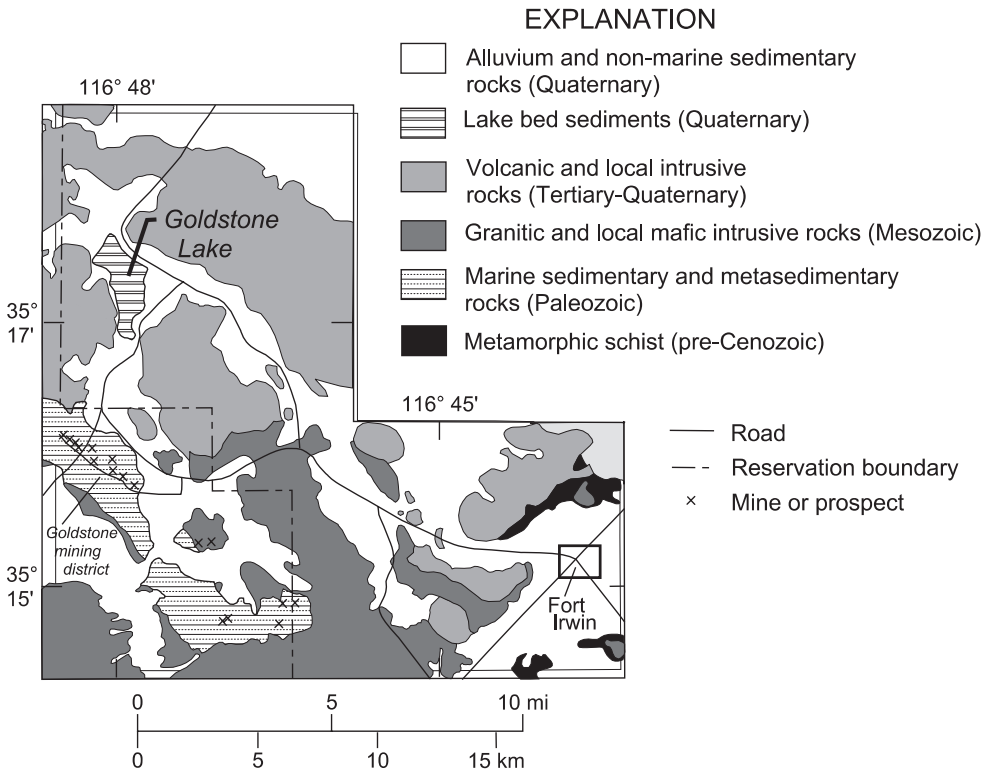 EXPLANATION
Alluvium and non-marine sedimentary
rocks (Quaternary)
Lake bed sediments (Quaternary)
Volcanic and local intrusive
rocks (Tertiary-Quaternary)
Granitic and local mafic intrusive rocks (Mesozoic)
Marine sedimentary and metasedimentary
rocks (Paleozoic)
Metamorphic schist (pre-Cenozoic)
Road
Reservation boundary
× Mine or prospect
116° 48'
Goldstone
Lake
35°
17'
116° 45'
Goldstone
mining
district
35°
15'
Fort
Irwin
0 5 10 mi
0 5 10 15 km